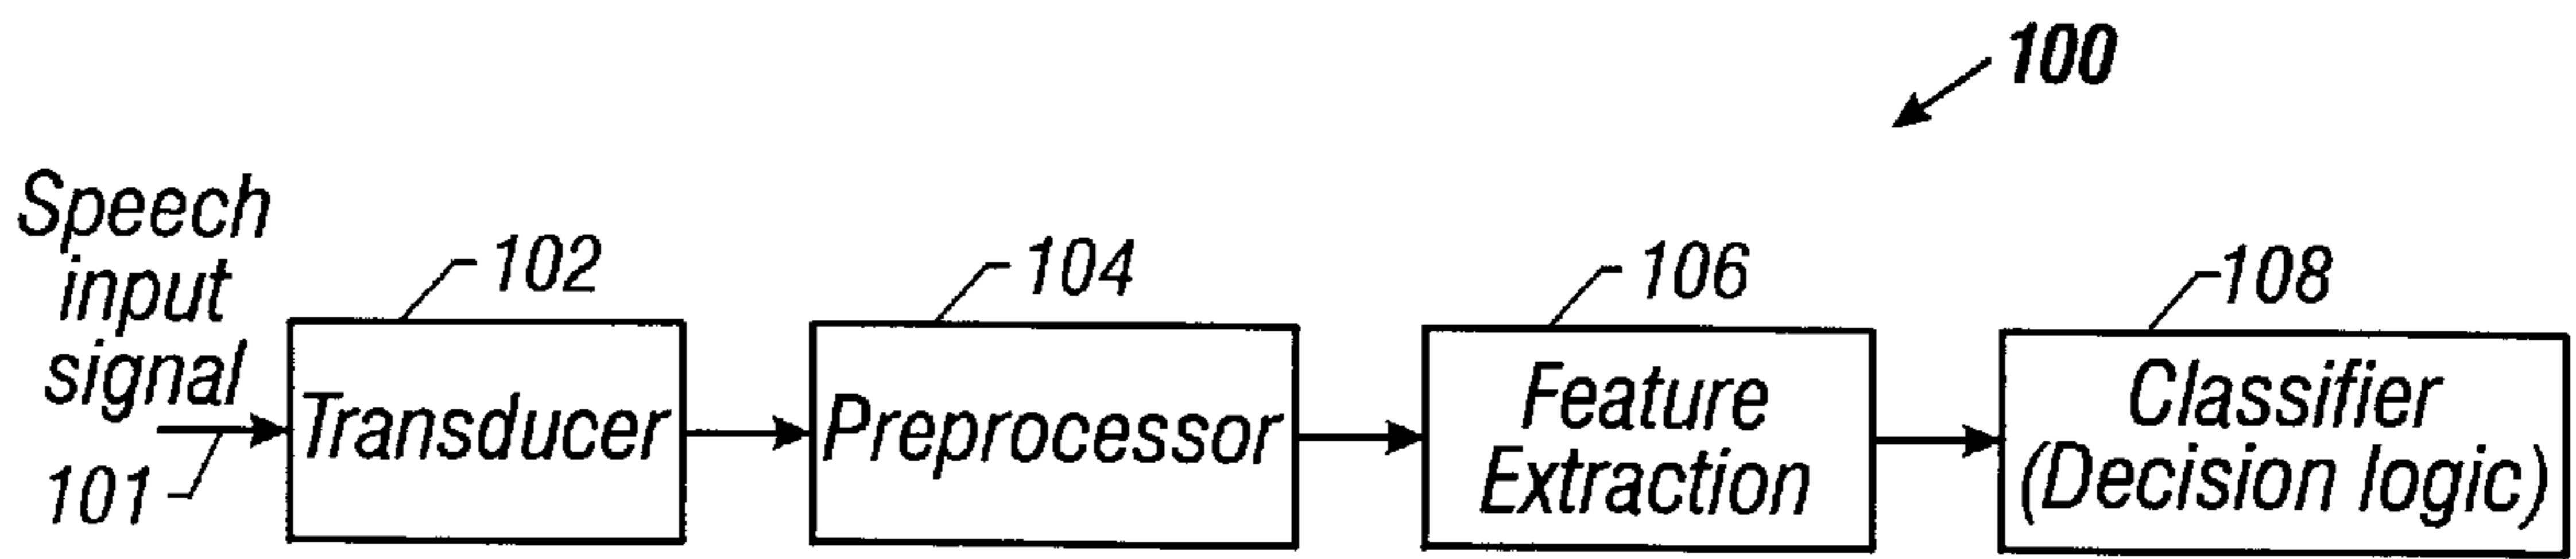 100
Speech
input
signal
101
102
Transducer
104
Preprocessor
106
Feature
Extraction
108
Classifier
(Decision logic)